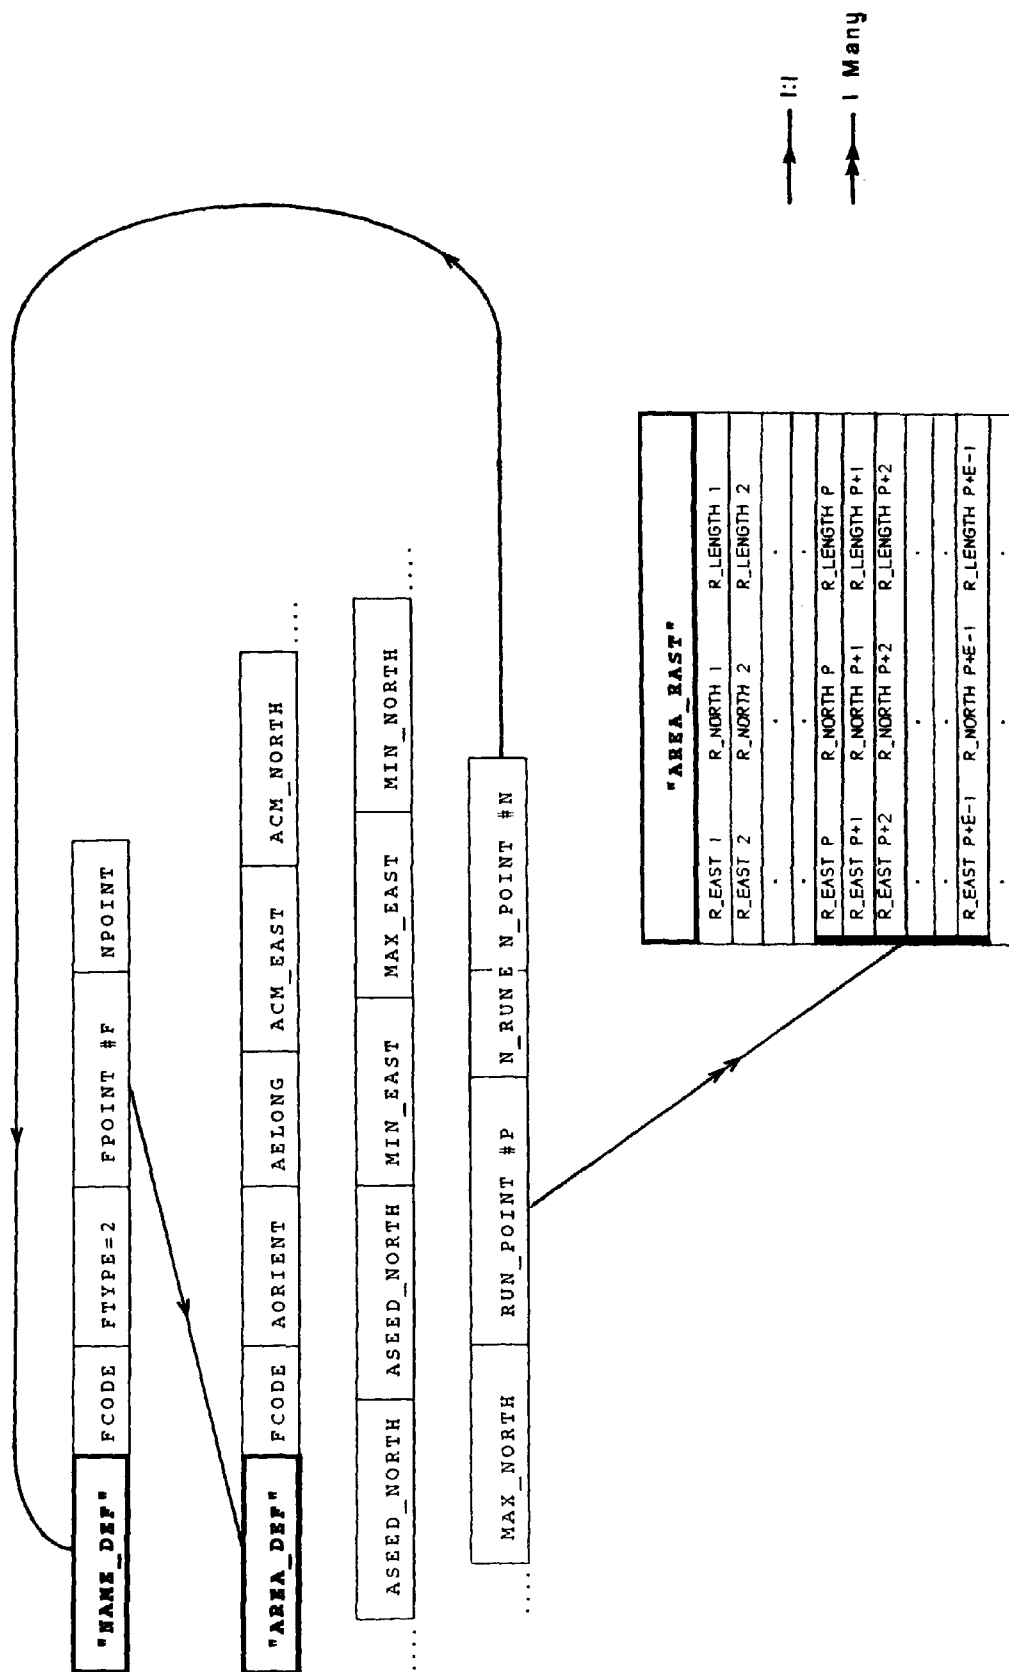 "NAME_DEF" FCODE FTYPE=2 FPOINT #F NPOINT
"AREA_DEF" FCODE AORIENT AELONG ACM_EAST ACM_NORTH ....
.... ASEED_NORTH ASEED_NORTH MIN_EAST MAX_EAST MIN_NORTH ....
.... MAX_NORTH RUN_POINT #P N_RUN E N_POINT #N
"AREA_RAST"
R_EAST 1 R_NORTH 1 R_LENGTH 1
R_EAST 2 R_NORTH 2 R_LENGTH 2
. . .
. . .
R_EAST P R_NORTH P R_LENGTH P
R_EAST P+1 R_NORTH P+1 R_LENGTH P+1
R_EAST P+2 R_NORTH P+2 R_LENGTH P+2
. . .
. . .
R_EAST P+E-1 R_NORTH P+E-1 R_LENGTH P+E-1
. . .
1:1
1 Many